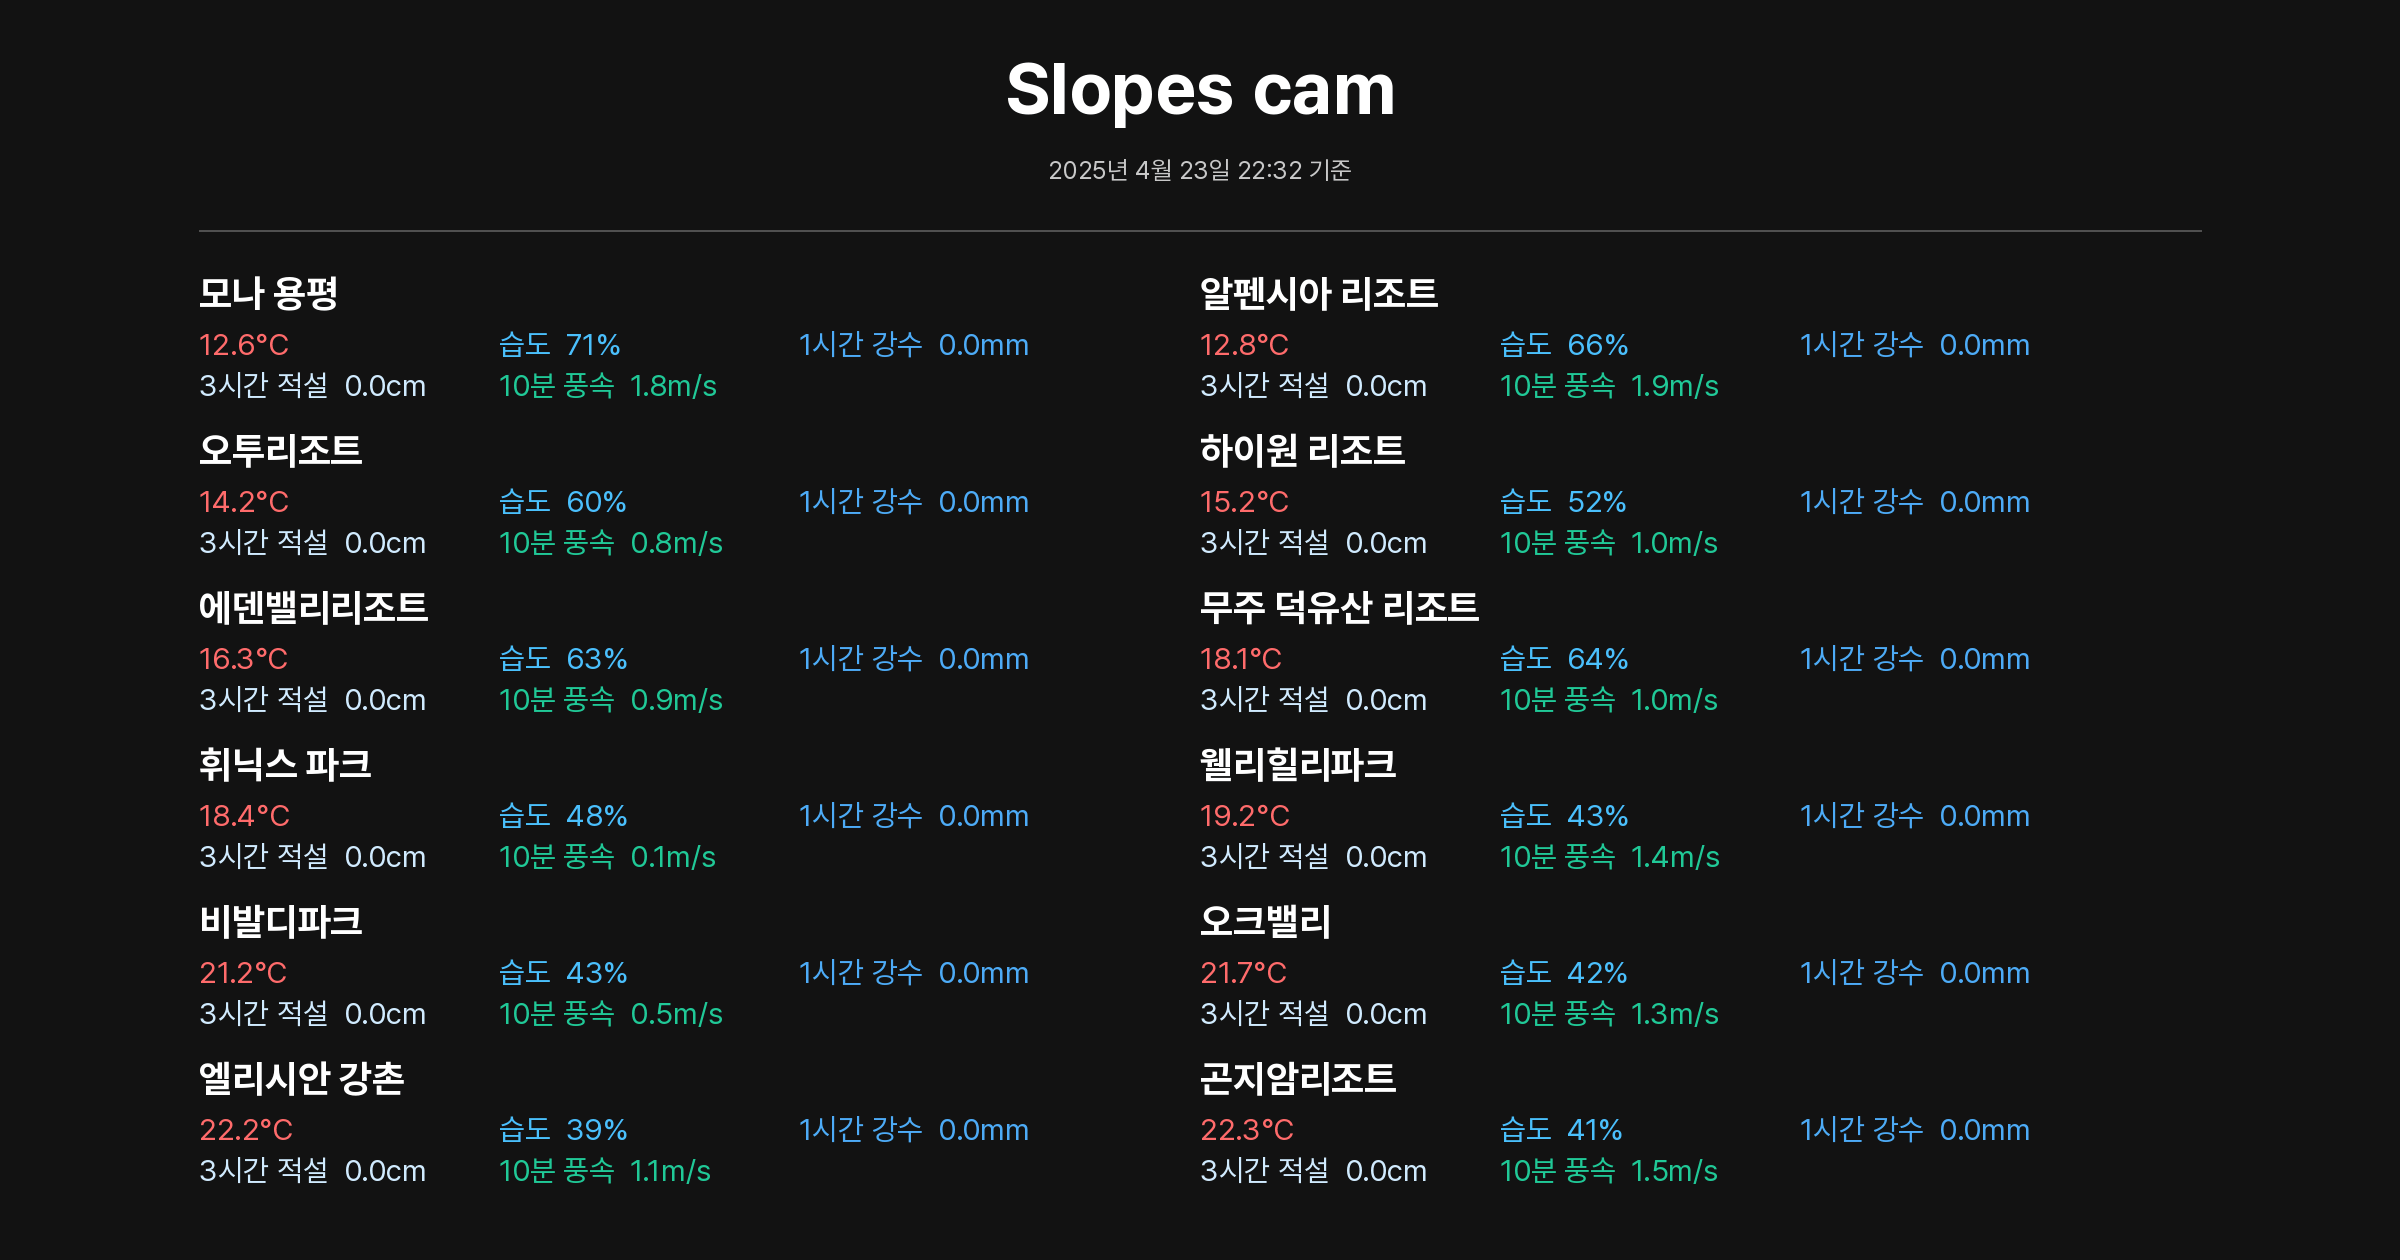 Slopes cam
2025년 4월 23일 22:32 기준
모나 용평
12.6°C 습도 71% 1시간 강수 0.0mm
3시간 적설 0.0cm 10분 풍속 1.8m/s
알펜시아 리조트
12.8°C 습도 66% 1시간 강수 0.0mm
3시간 적설 0.0cm 10분 풍속 1.9m/s
오투리조트
14.2°C 습도 60% 1시간 강수 0.0mm
3시간 적설 0.0cm 10분 풍속 0.8m/s
하이원 리조트
15.2°C 습도 52% 1시간 강수 0.0mm
3시간 적설 0.0cm 10분 풍속 1.0m/s
에덴밸리리조트
16.3°C 습도 63% 1시간 강수 0.0mm
3시간 적설 0.0cm 10분 풍속 0.9m/s
무주 덕유산 리조트
18.1°C 습도 64% 1시간 강수 0.0mm
3시간 적설 0.0cm 10분 풍속 1.0m/s
휘닉스 파크
18.4°C 습도 48% 1시간 강수 0.0mm
3시간 적설 0.0cm 10분 풍속 0.1m/s
웰리힐리파크
19.2°C 습도 43% 1시간 강수 0.0mm
3시간 적설 0.0cm 10분 풍속 1.4m/s
비발디파크
21.2°C 습도 43% 1시간 강수 0.0mm
3시간 적설 0.0cm 10분 풍속 0.5m/s
오크밸리
21.7°C 습도 42% 1시간 강수 0.0mm
3시간 적설 0.0cm 10분 풍속 1.3m/s
엘리시안 강촌
22.2°C 습도 39% 1시간 강수 0.0mm
3시간 적설 0.0cm 10분 풍속 1.1m/s
곤지암리조트
22.3°C 습도 41% 1시간 강수 0.0mm
3시간 적설 0.0cm 10분 풍속 1.5m/s